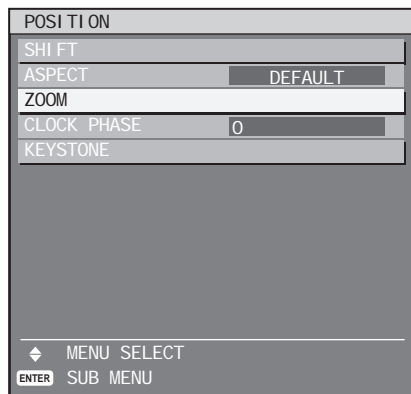 POSITION
SHIFT
ASPECT DEFAULT
ZOOM
CLOCK PHASE 0
KEYSTONE
MENU SELECT
ENTER SUB MENU